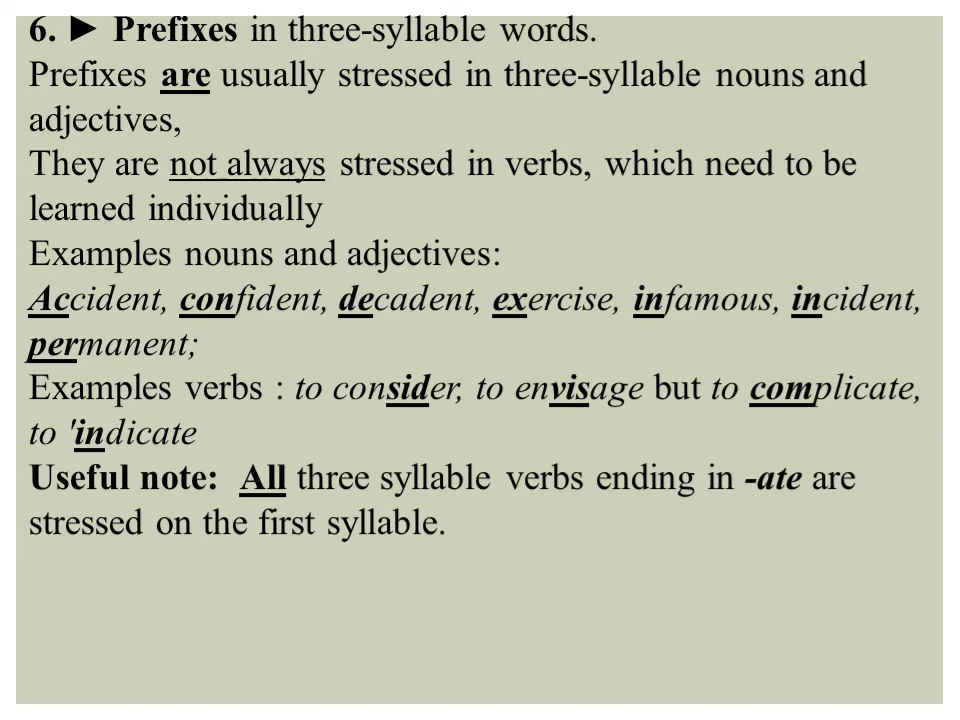 6. ► Prefixes in three-syllable words.
Prefixes are usually stressed in three-syllable nouns and
adjectives,
They are not always stressed in verbs, which need to be
learned individually
Examples nouns and adjectives:
Accident, confident, decadent, exercise, infamous, incident,
permanent;
Examples verbs : to consider, to envisage but to complicate,
to 'indicate
Useful note: All three syllable verbs ending in -ate are
stressed on the first syllable.